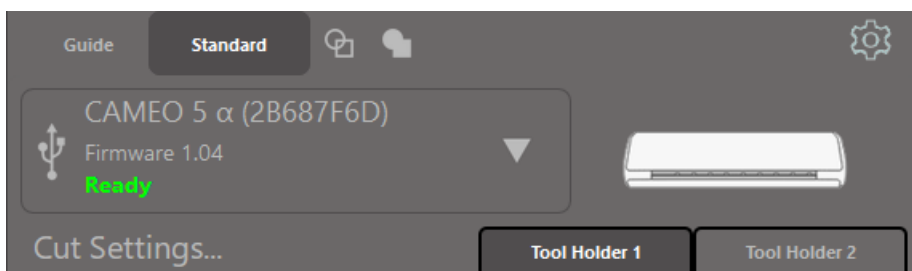 Guide Standard
CAMEO 5 α (2B687F6D)
Firmware 1.04
Ready
Cut Settings... Tool Holder 1 Tool Holder 2